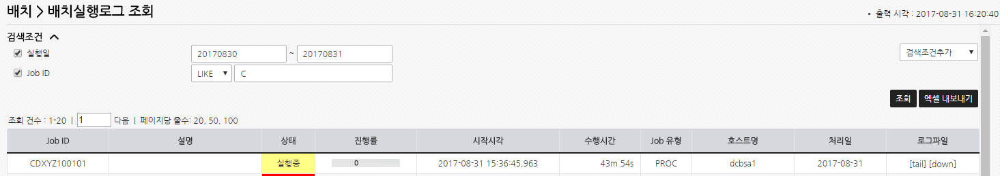 배치 > 배치실행로그 조회
출력 시각 : 2017-08-31 16:20:40
검색조건
실행일 20170830 ~ 20170831 검색조건추가
Job ID LIKE C
조회 엑셀 내보내기
조회 건수 : 1-20 | 1 다음 | 페이지당 줄수: 20, 50, 100
Job ID 설명 상태 진행률 시작시각 수행시간 Job 유형 호스트명 처리일 로그파일
CDXYZ100101 실행중 0 2017-08-31 15:36:45,963 43m 54s PROC dcbsa1 2017-08-31 [tail] [down]